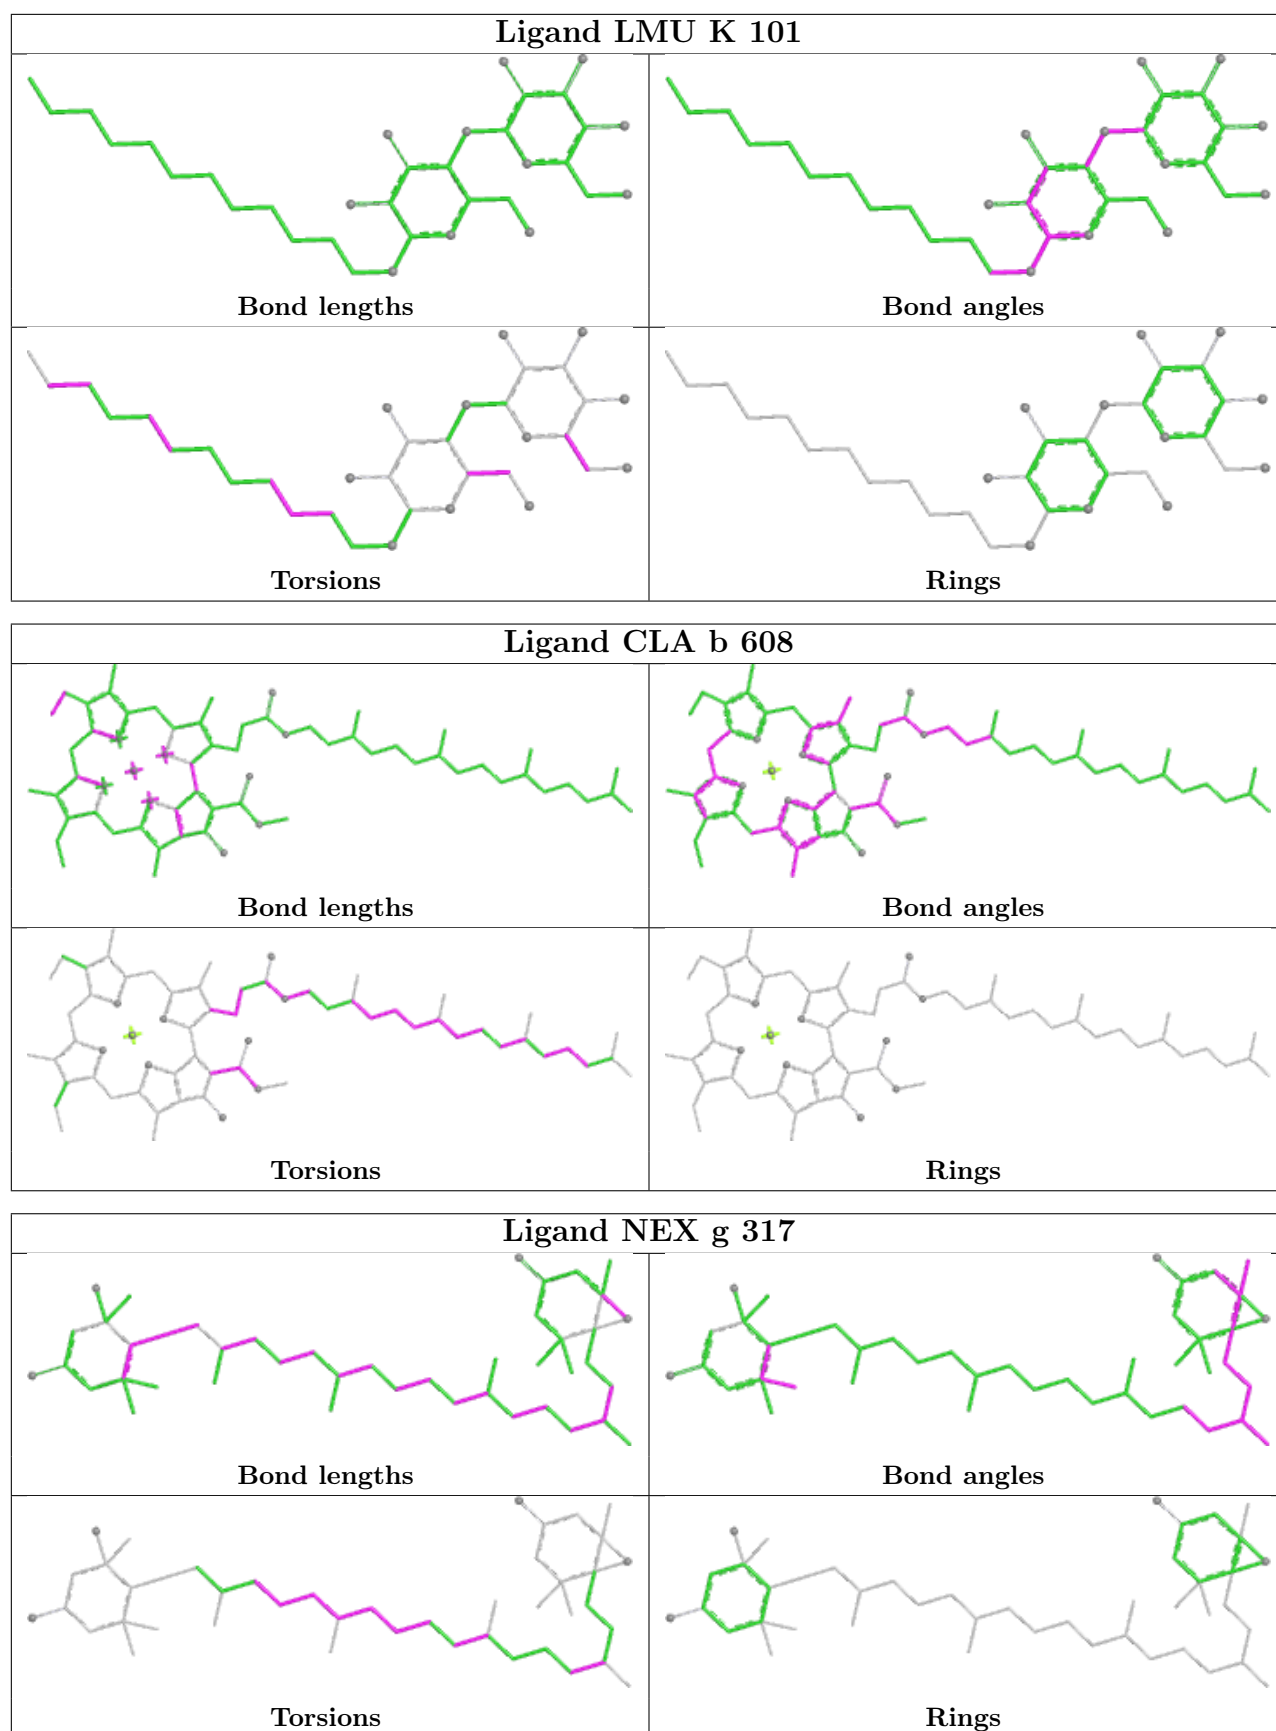 Ligand LMU K 101
Bond lengths
Bond angles
Torsions
Rings
Ligand CLA b 608
Bond lengths
Bond angles
Torsions
Rings
Ligand NEX g 317
Bond lengths
Bond angles
Torsions
Rings